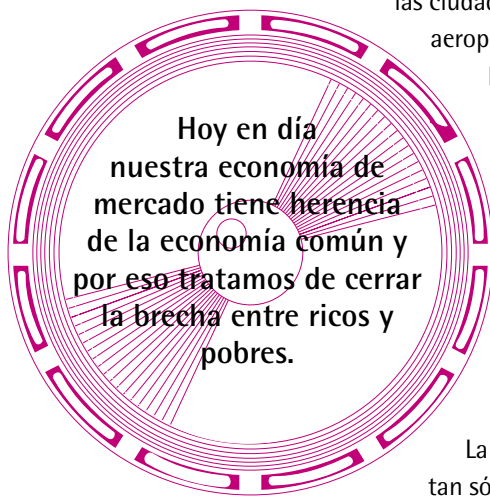 las ciudad
aerop
Hoy en día
nuestra economía de
mercado tiene herencia
de la economía común y
por eso tratamos de cerrar
la brecha entre ricos y
pobres.
La
tan só